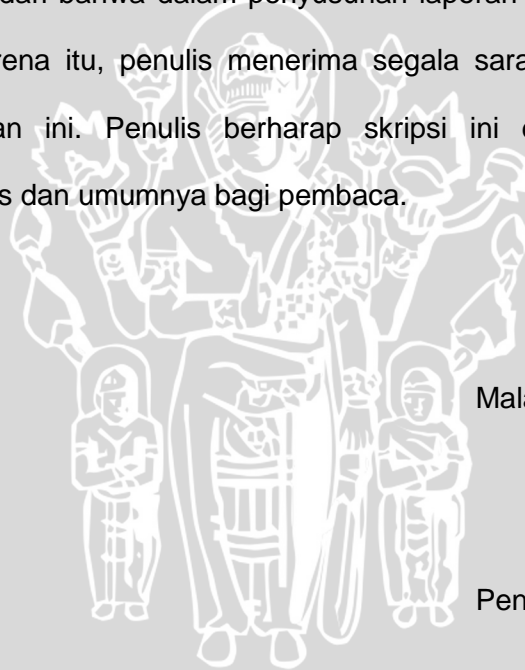 dan bahwa dalam penyusunan laporan
rena itu, penulis menerima segala sara
an ini. Penulis berharap skripsi ini
s dan umumnya bagi pembaca.
Mala
Pen